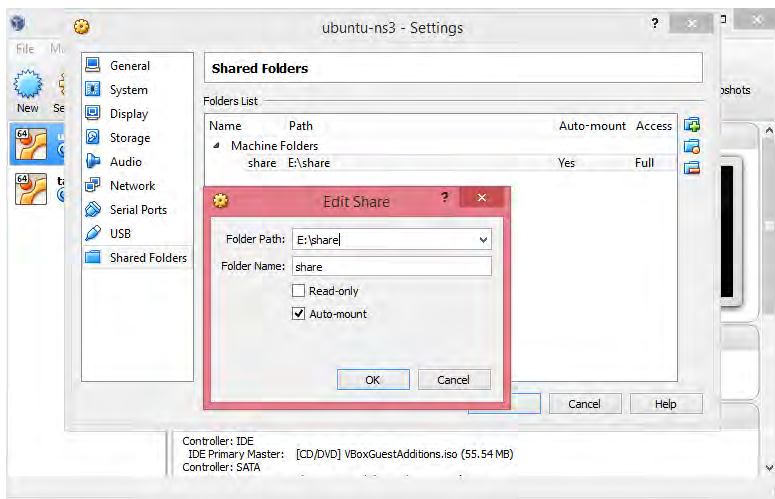 ubuntu-ns3 - Settings
?
File
New
General
System
Display
Storage
Audio
Network
Serial Ports
USB
Shared Folders
Shared Folders
Folders List
Name Path Auto-mount Access
Machine Folders
share E:\share Yes Full
64
64
Edit Share
?
Folder Path: E:\share
Folder Name: share
Read-only
Auto-mount
OK Cancel
Cancel Help
Controller: IDE
IDE Primary Master: [CD/DVD] VBoxGuestAdditions.iso (55.54 MB)
Controller: SATA